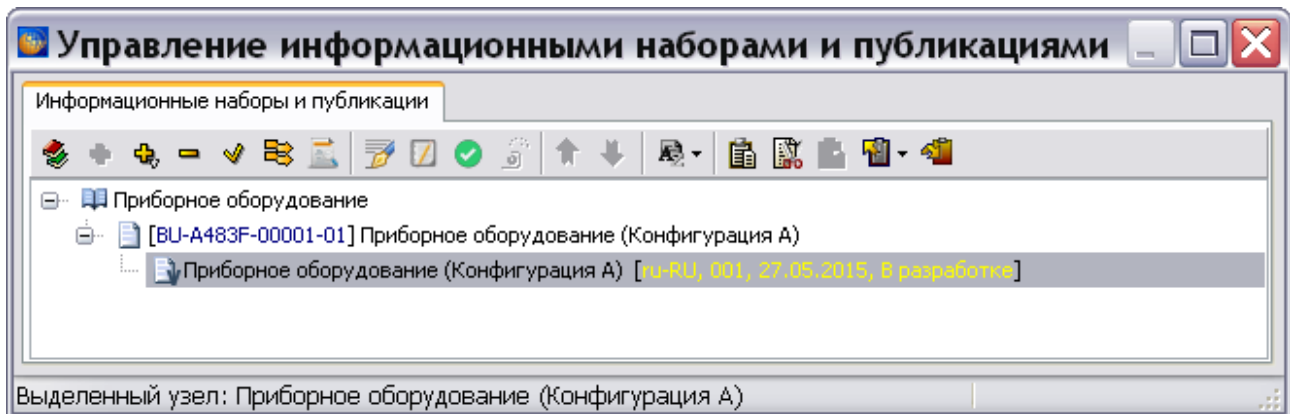 Управление информационными наборами и публикациями
Информационные наборы и публикации
Приборное оборудование
[BU-A483F-00001-01] Приборное оборудование (Конфигурация А)
Приборное оборудование (Конфигурация А) [ru-RU, 001, 27.05.2015, В разработке]
Выделенный узел: Приборное оборудование (Конфигурация А)